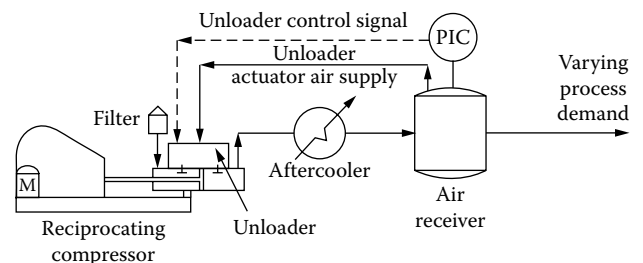 Unloader control signal
PIC
Unloader
actuator air supply
Varying
process
demand
Filter
M
Aftercooler
Air
receiver
Reciprocating
compressor
Unloader